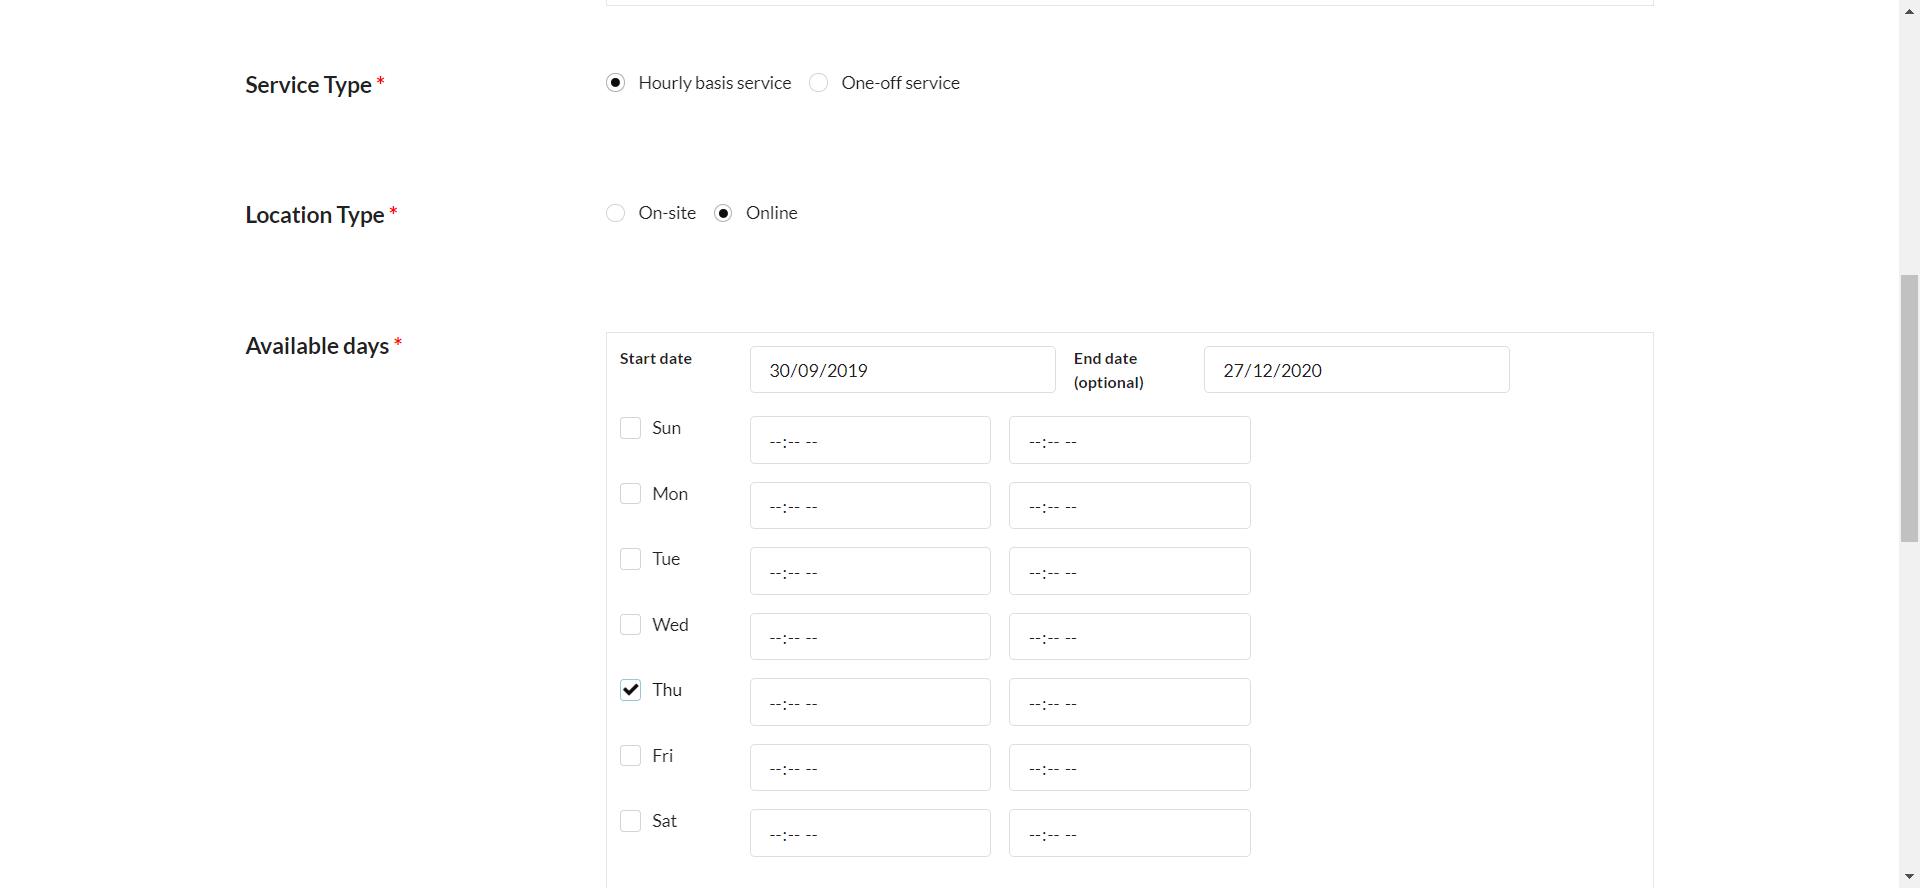 Service Type *
Hourly basis service One-off service
Location Type *
On-site Online
Available days *
Start date 30/09/2019 End date (optional) 27/12/2020
Sun --:-- -- --:-- --
Mon --:-- -- --:-- --
Tue --:-- -- --:-- --
Wed --:-- -- --:-- --
Thu --:-- -- --:-- --
Fri --:-- -- --:-- --
Sat --:-- -- --:-- --